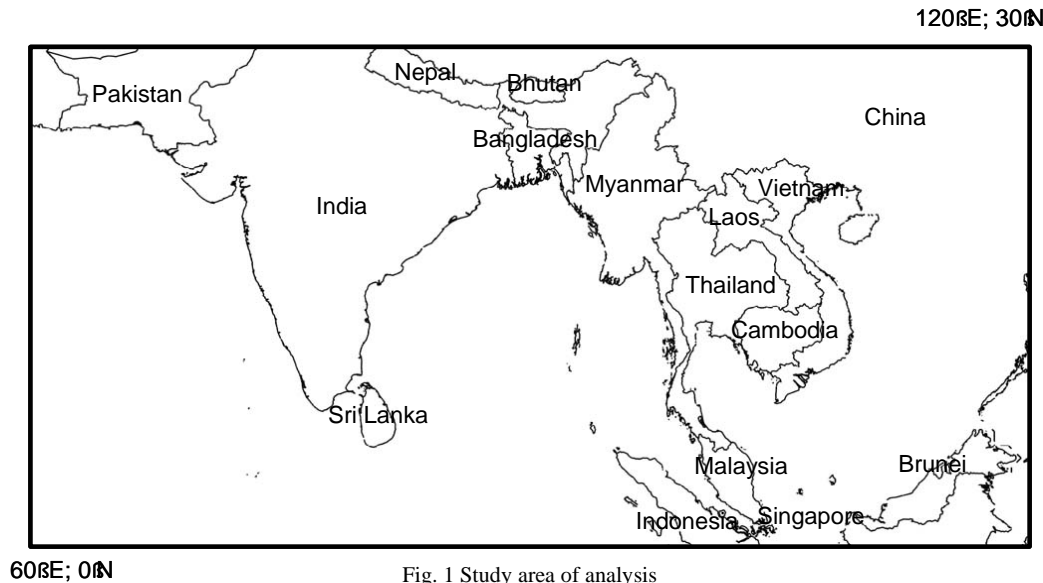 120ßE; 30ßN
Nepal
Bhutan
Pakistan
China
Bangladesh
Myanmar
Vietnam
India
Laos
Thailand
Cambodia
Sri Lanka
Malaysia
Brunei
Indonesia
Singapore
60ßE; 0ßN
Fig. 1 Study area of analysis